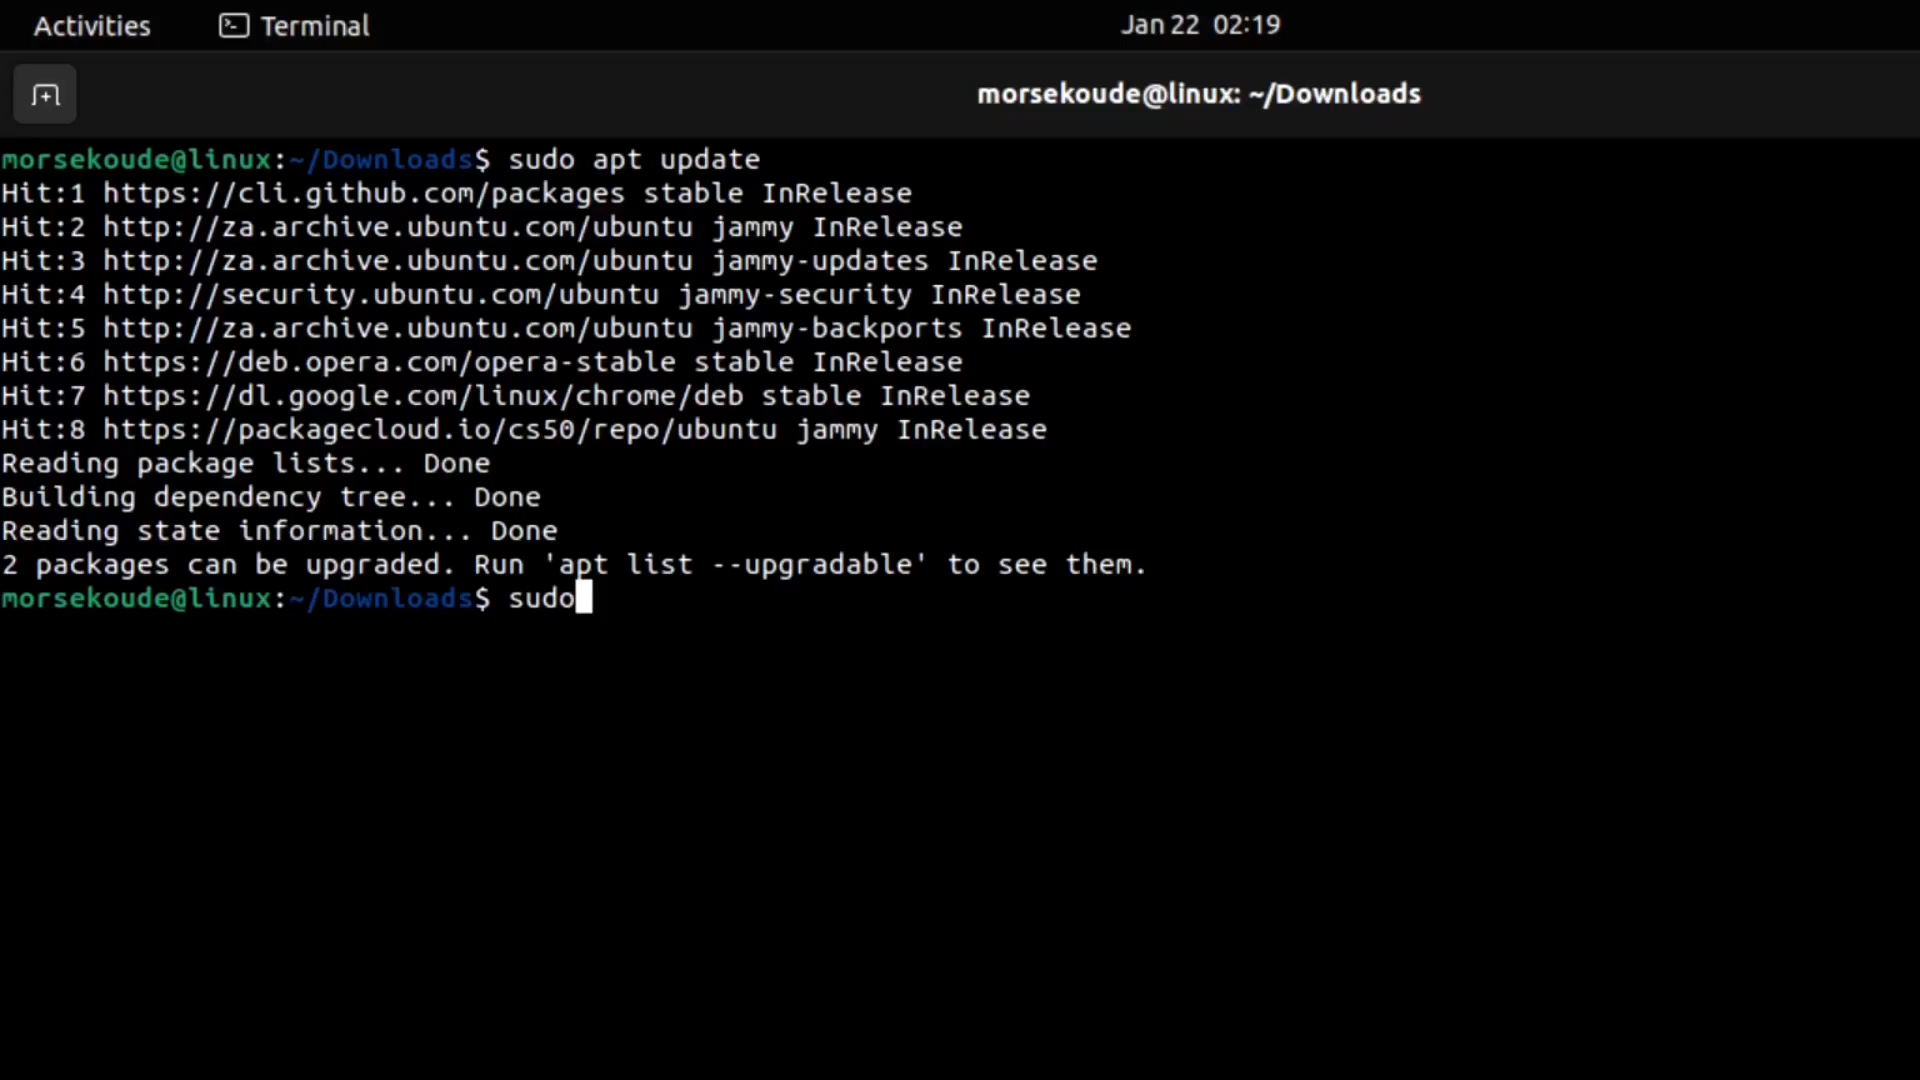 Activities Terminal Jan 22 02:19
morsekoude@linux: ~/Downloads
morsekoude@linux:~/Downloads$ sudo apt update
Hit:1 https://cli.github.com/packages stable InRelease
Hit:2 http://za.archive.ubuntu.com/ubuntu jammy InRelease
Hit:3 http://za.archive.ubuntu.com/ubuntu jammy-updates InRelease
Hit:4 http://security.ubuntu.com/ubuntu jammy-security InRelease
Hit:5 http://za.archive.ubuntu.com/ubuntu jammy-backports InRelease
Hit:6 https://deb.opera.com/opera-stable stable InRelease
Hit:7 https://dl.google.com/linux/chrome/deb stable InRelease
Hit:8 https://packagecloud.io/cs50/repo/ubuntu jammy InRelease
Reading package lists... Done
Building dependency tree... Done
Reading state information... Done
2 packages can be upgraded. Run 'apt list --upgradable' to see them.
morsekoude@linux:~/Downloads$ sudo